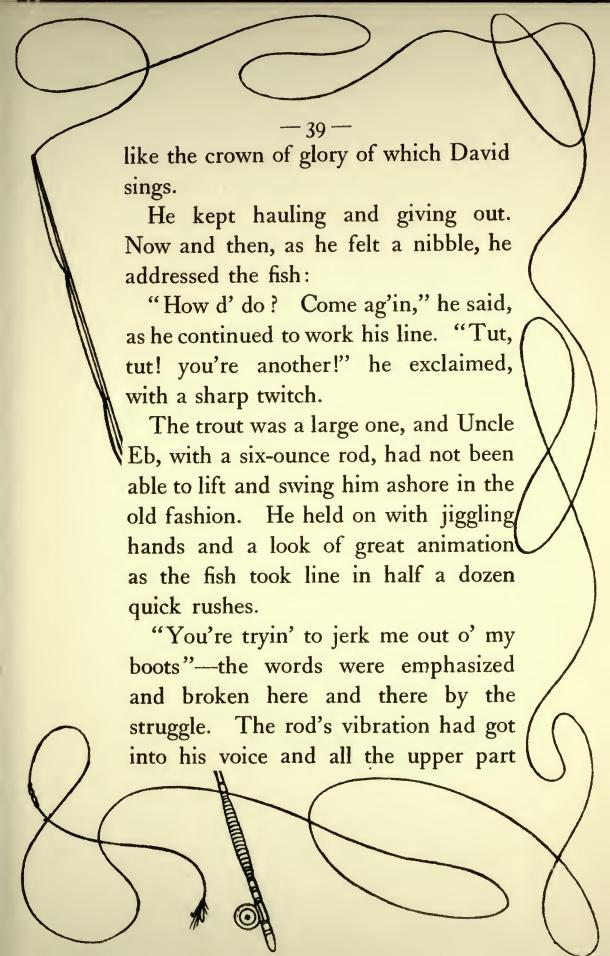 — 39 —
like the crown of glory of which David
sings.
He kept hauling and giving out.
Now and then, as he felt a nibble, he
addressed the fish:
"How d' do? Come ag'in," he said,
as he continued to work his line. "Tut,
tut! you're another!" he exclaimed,
with a sharp twitch.
The trout was a large one, and Uncle
Eb, with a six-ounce rod, had not been
able to lift and swing him ashore in the
old fashion. He held on with jiggling
hands and a look of great animation
as the fish took line in half a dozen
quick rushes.
"You're tryin' to jerk me out o' my
boots"—the words were emphasized
and broken here and there by the
struggle. The rod's vibration had got
into his voice and all the upper part